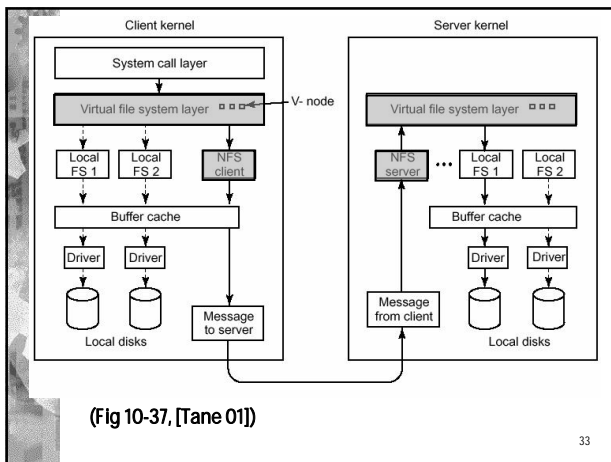 Client kernel
System call layer
Virtual file system layer
V- node
Local
FS 1
Local
FS 2
NFS
client
Buffer cache
Driver
Driver
Message
to server
Local disks
Server kernel
Virtual file system layer
NFS
server
•••
Local
FS 1
Local
FS 2
Buffer cache
Driver
Driver
Message
from client
Local disks
(Fig 10-37, [Tane 01])
33